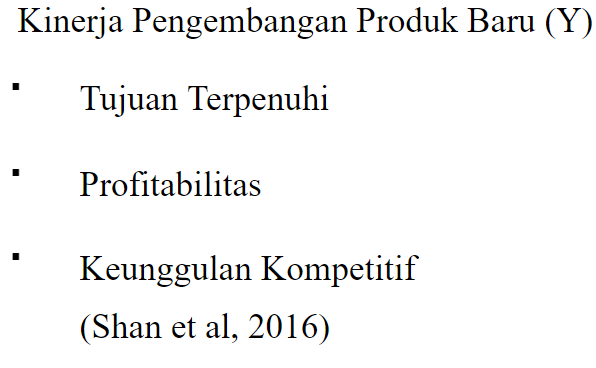 Kinerja Pengembangan Produk Baru (Y)
▪ Tujuan Terpenuhi
▪ Profitabilitas
▪ Keunggulan Kompetitif
(Shan et al, 2016)